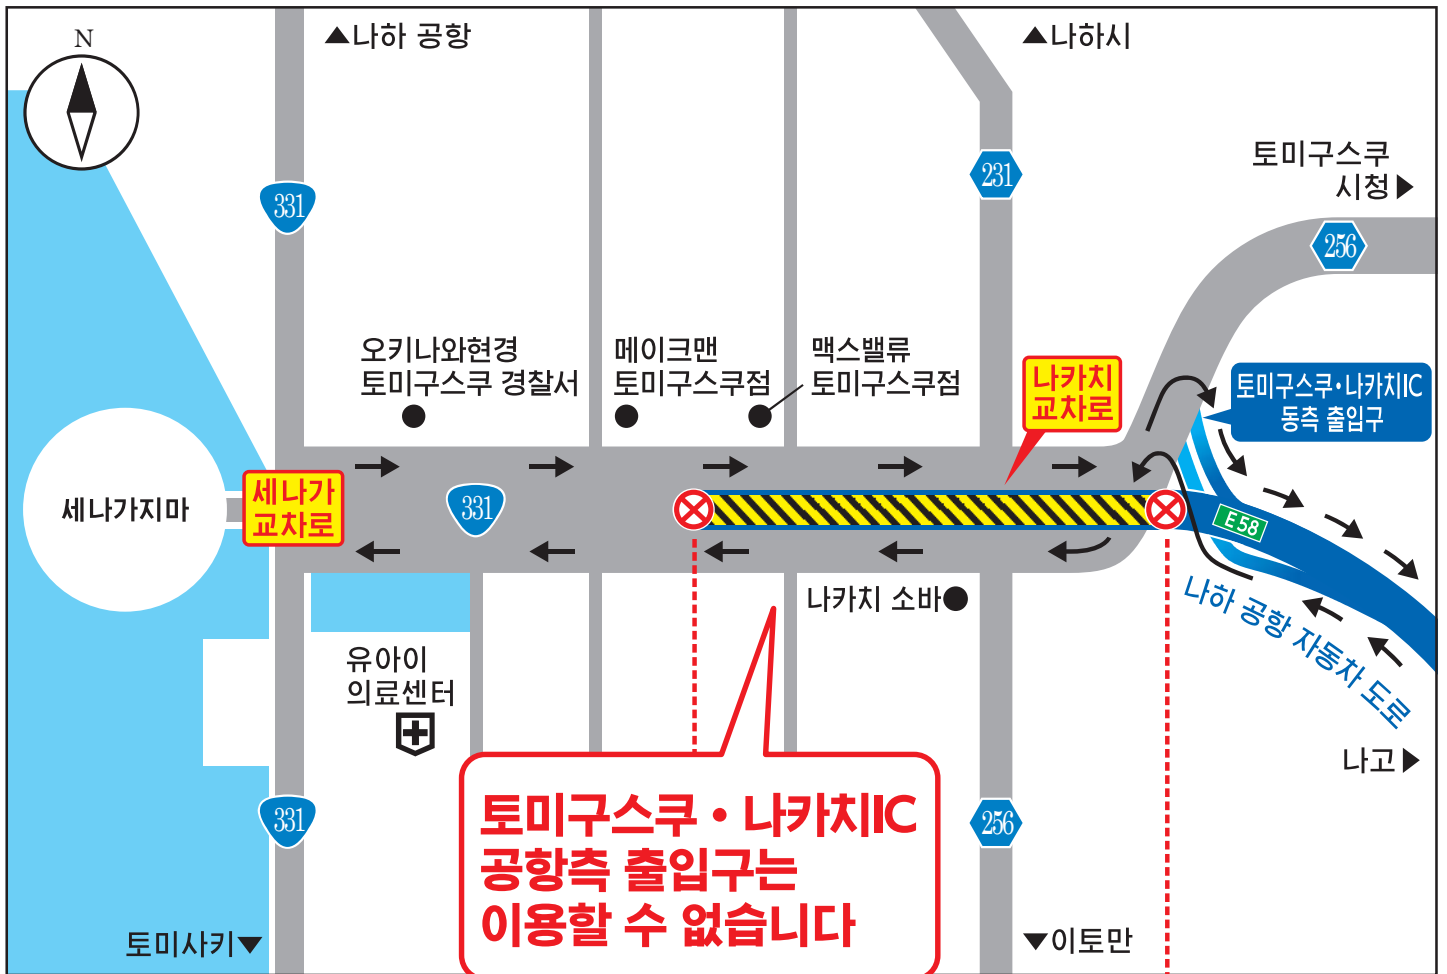 N
▲나하 공항
▲나하시
331
231
토미구스쿠
시청▶
256
오키나와현경
토미구스쿠 경찰서
메이크맨
토미구스쿠점
맥스밸류
토미구스쿠점
나카치
교차로
토미구스쿠・나카치IC
동측 출입구
세나가지마
세나가
교차로
331
E58
나카치 소바
나하 공항 자동차 도로
유아이
의료센터
나고▶
331
256
토미구스쿠・나카치IC
공항측 출입구는
이용할 수 없습니다
토미사키▼
▼이토만